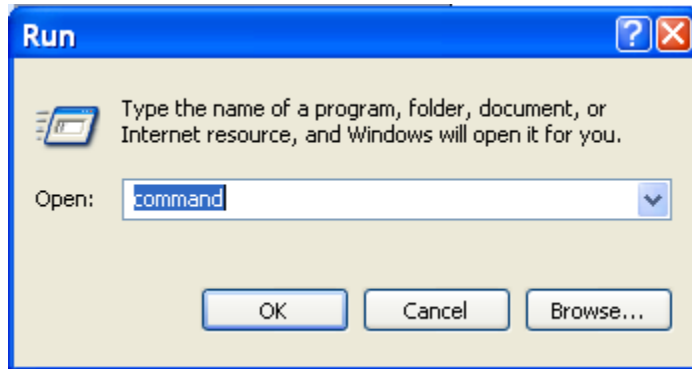 Run
Type the name of a program, folder, document, or
Internet resource, and Windows will open it for you.
Open: command
OK Cancel Browse...